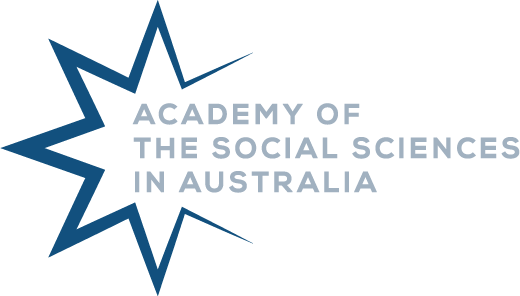 ACADEMY OF
THE SOCIAL SCIENCES
IN AUSTRALIA